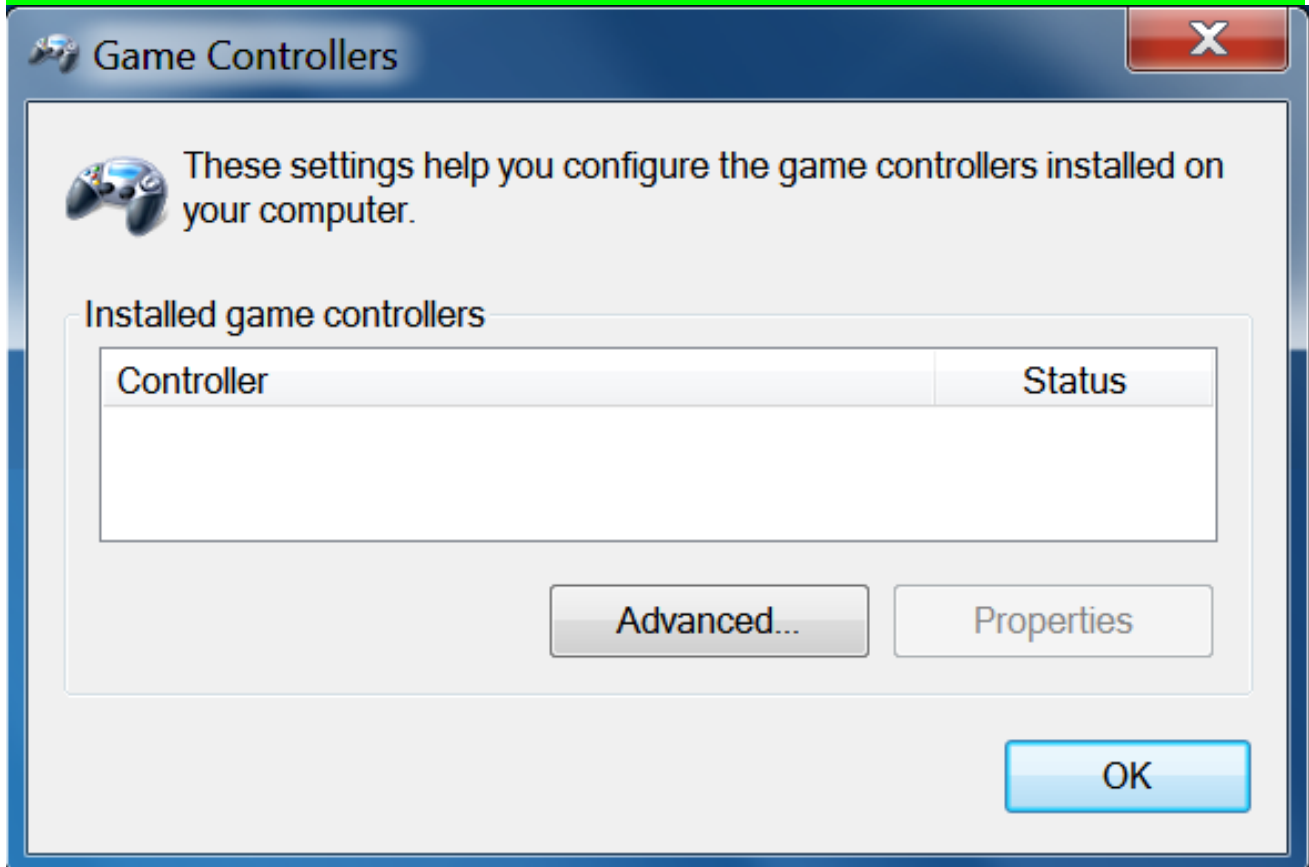 Game Controllers
These settings help you configure the game controllers installed on
your computer.
Installed game controllers
Controller Status
Advanced... Properties
OK